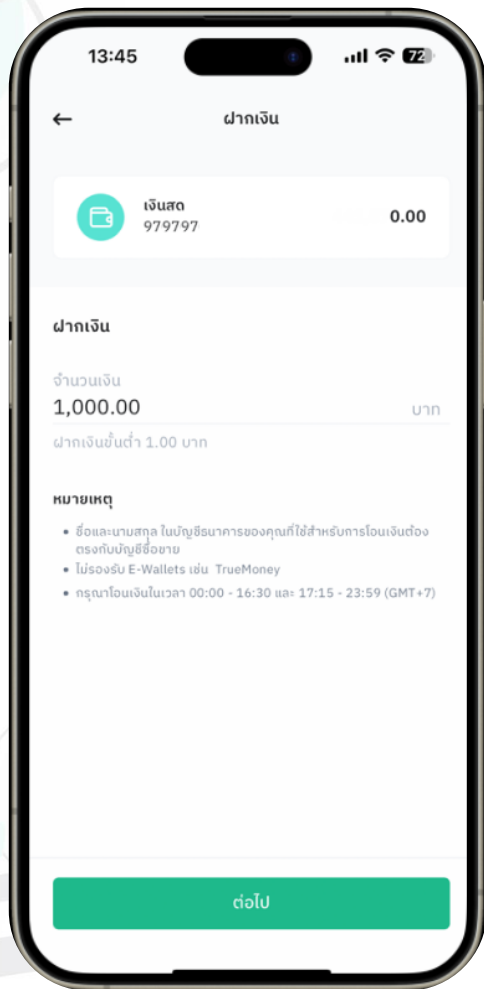 13:45
72
ฝากเงิน
เงินสด
979797
0.00
ฝากเงิน
จำนวนเงิน
1,000.00
บาท
ฝากเงินขั้นต่ำ 1.00 บาท
หมายเหตุ
• ชื่อและนามสกุล ในบัญชีธนาคารของคุณที่ใช้สำหรับการโอนเงินต้อง
ตรงกับบัญชีซื้อขาย
• ไม่รองรับ E-Wallets เช่น TrueMoney
• กรุณาโอนเงินในเวลา 00:00 - 16:30 และ 17:15 - 23:59 (GMT+7)
ต่อไป